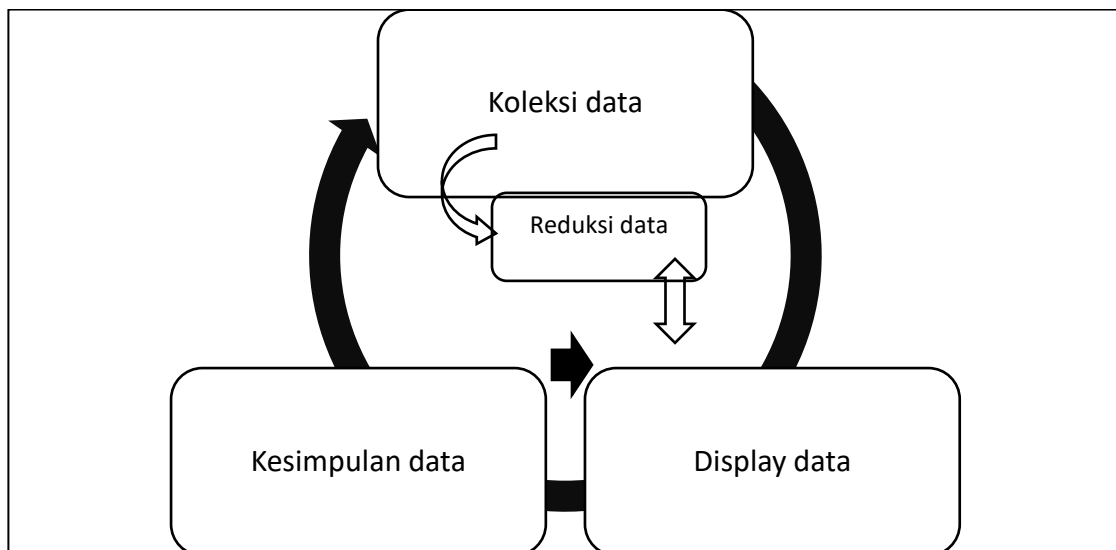 Koleksi data
Reduksi data
Kesimpulan data
Display data